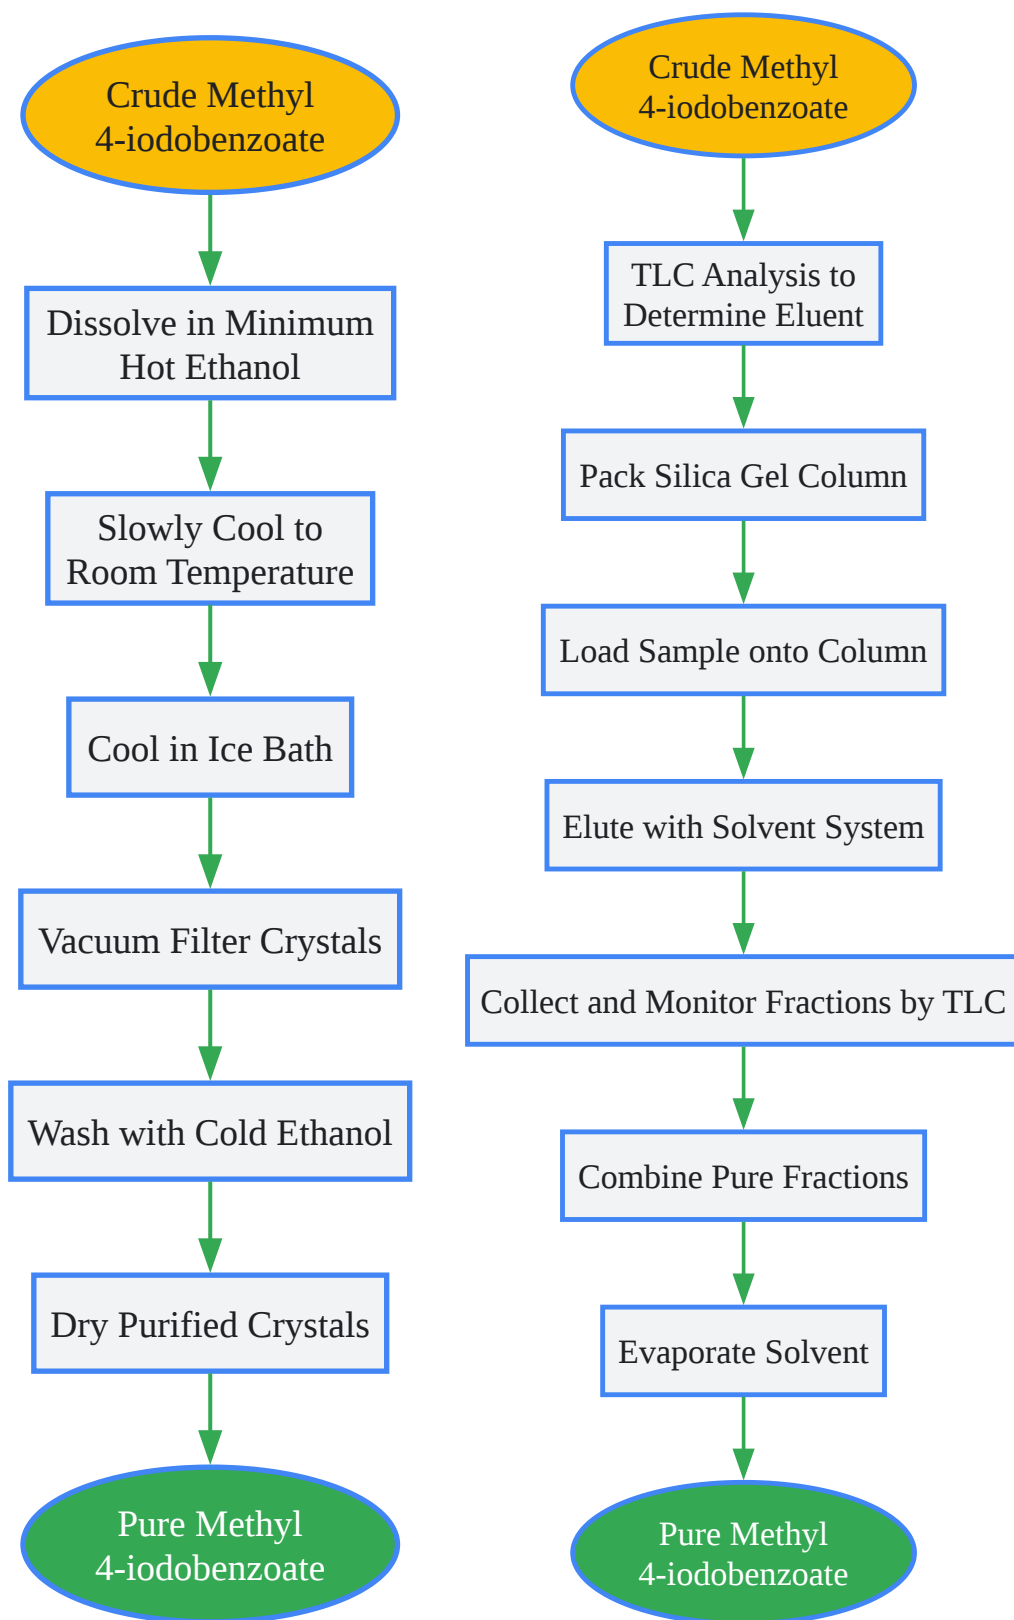 Crude Methyl
4-iodobenzoate
Dissolve in Minimum
Hot Ethanol
Slowly Cool to
Room Temperature
Cool in Ice Bath
Vacuum Filter Crystals
Wash with Cold Ethanol
Dry Purified Crystals
Pure Methyl
4-iodobenzoate
Crude Methyl
4-iodobenzoate
TLC Analysis to
Determine Eluent
Pack Silica Gel Column
Load Sample onto Column
Elute with Solvent System
Collect and Monitor Fractions by TLC
Combine Pure Fractions
Evaporate Solvent
Pure Methyl
4-iodobenzoate